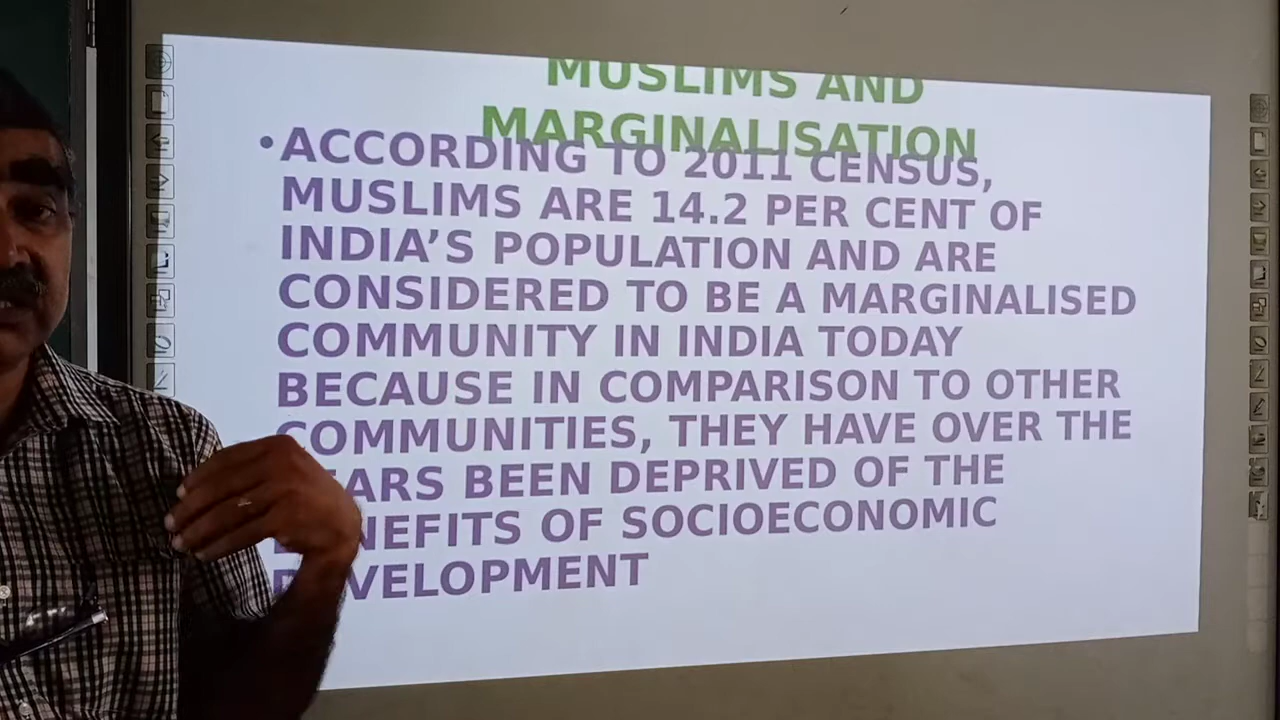 MUSLIMS AND
MARGINALISATION
•ACCORDING TO 2011 CENSUS,
MUSLIMS ARE 14.2 PER CENT OF
INDIA’S POPULATION AND ARE
CONSIDERED TO BE A MARGINALISED
COMMUNITY IN INDIA TODAY
BECAUSE IN COMPARISON TO OTHER
COMMUNITIES, THEY HAVE OVER THE
YEARS BEEN DEPRIVED OF THE
BENEFITS OF SOCIOECONOMIC
DEVELOPMENT